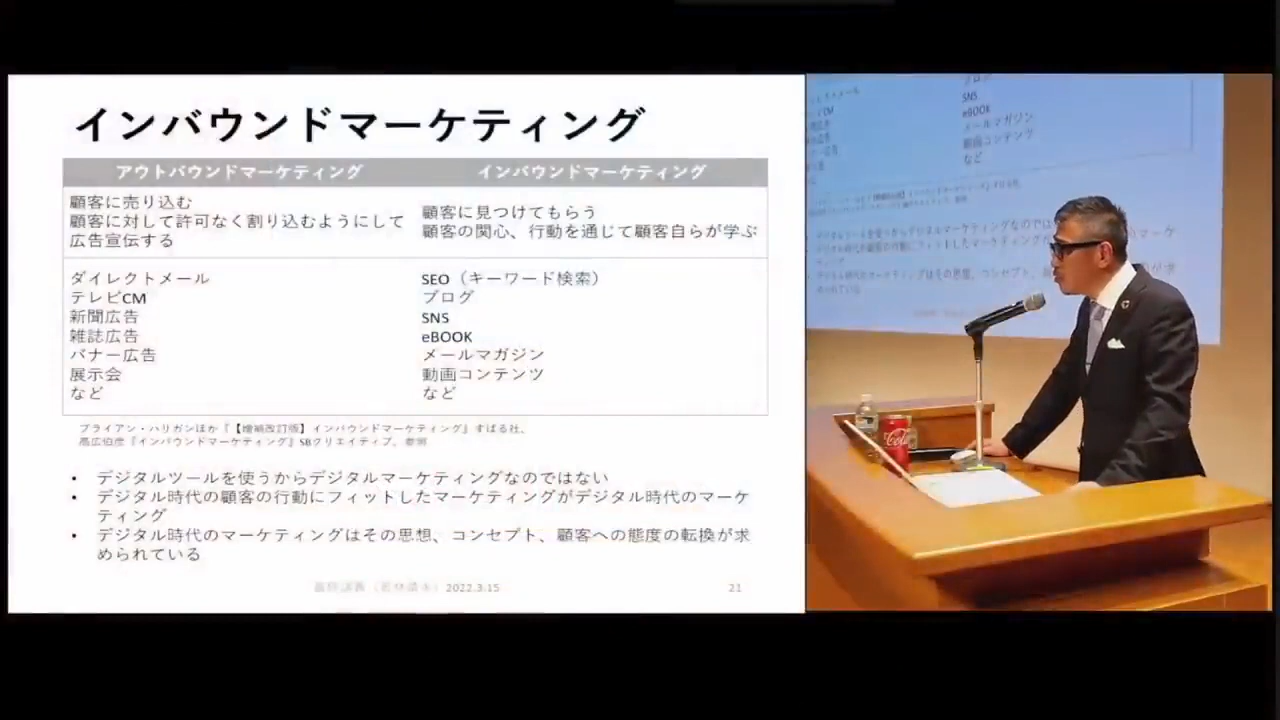 インバウンドマーケティング
アウトバウンドマーケティング
インバウンドマーケティング
顧客に売り込む
顧客に対して許可なく割り込むようにして
広告宣伝する
顧客に見つけてもらう
顧客の関心、行動を通じて顧客自らが学ぶ
ダイレクトメール
テレビCM
新聞広告
雑誌広告
バナー広告
展示会
など
SEO（キーワード検索）
ブログ
SNS
eBOOK
メールマガジン
動画コンテンツ
など
ブライアン・ハリガンほか『【増補改訂版】インバウンドマーケティング』すばる社、
高広伯彦『インバウンドマーケティング』SBクリエイティブ、参照
• デジタルツールを使うからデジタルマーケティングなのではない
• デジタル時代の顧客の行動にフィットしたマーケティングがデジタル時代のマーケ
ティング
• デジタル時代のマーケティングはその思想、コンセプト、顧客への態度の転換が求
められている
2022.3.15
21
SNS
eBOOK
メールマガジン
動画コンテンツ
など
Coca-Cola